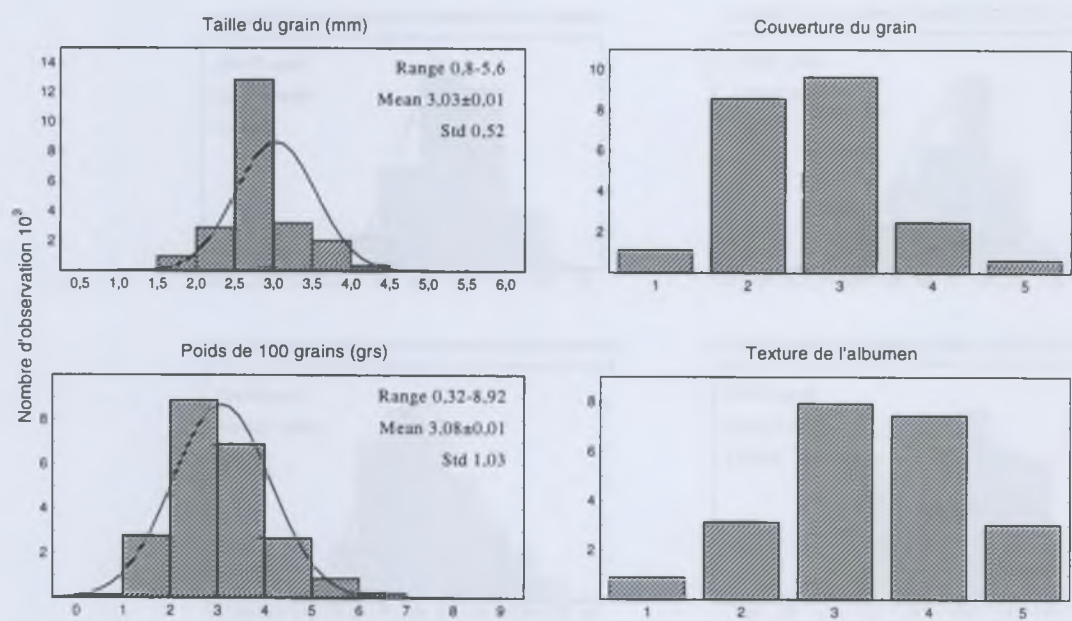 Nombre d'observation 10³
Taille du grain (mm)
14
12
10
8
6
4
2
Range 0,8-5,6
Mean 3,03±0,01
Std 0,52
0,5 1,0 1,5 2,0 2,5 3,0 3,5 4,0 4,5 5,0 5,5 6,0
Couverture du grain
10
8
6
4
2
1 2 3 4 5
Poids de 100 grains (grs)
8
6
4
2
Range 0,32-8,92
Mean 3,08±0,01
Std 1,03
0 1 2 3 4 5 6 7 8 9
Texture de l'albumen
8
6
4
2
1 2 3 4 5